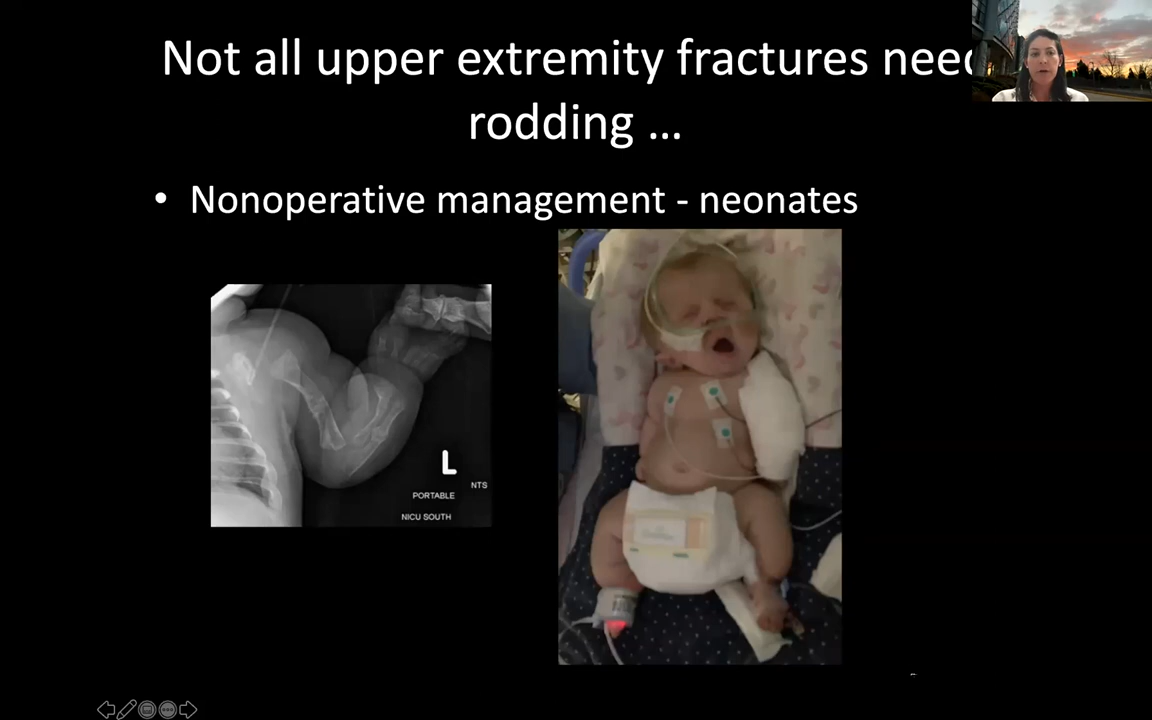 Not all upper extremity fractures need
rodding ...
• Nonoperative management - neonates
L
NTS
PORTABLE
NICU SOUTH